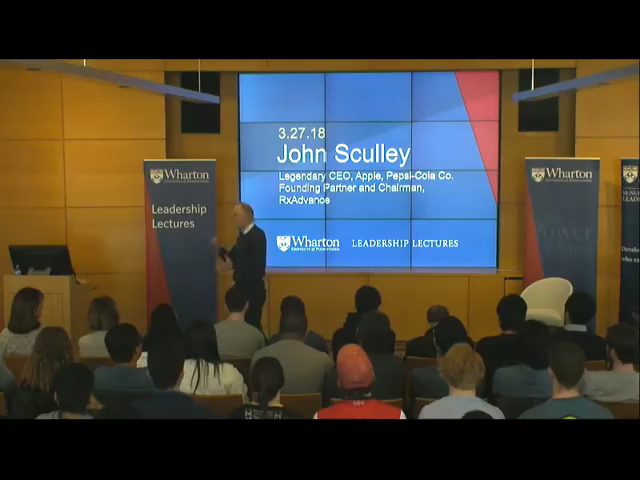 3.27.18
John Sculley
Legendary CEO, Apple, Pepsi-Cola Co.
Founding Partner and Chairman,
RxAdvance
Wharton
LEADERSHIP LECTURES
Wharton
Leadership
Lectures
Wharton
Power